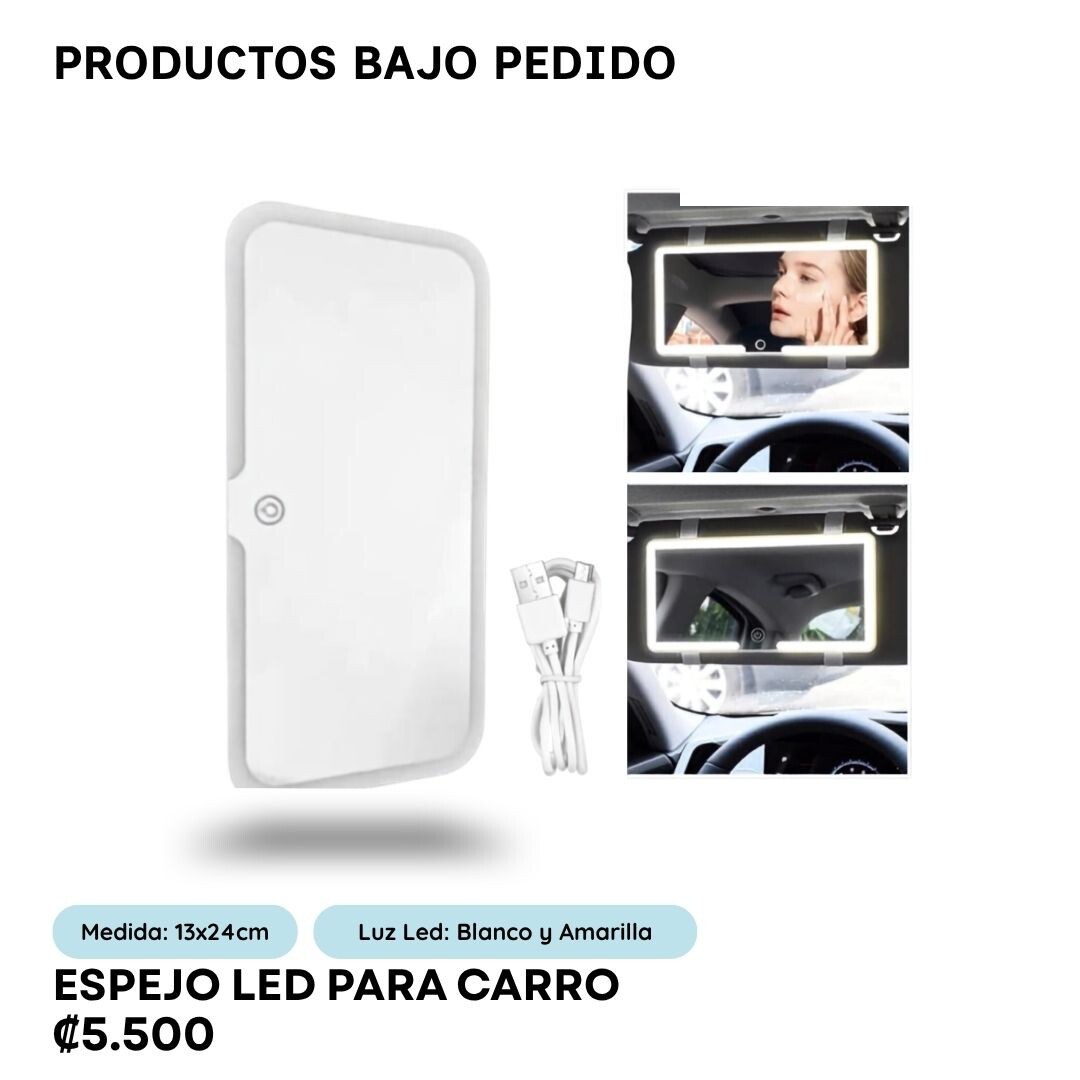 PRODUCTOS BAJO PEDIDO
Medida: 13x24cm
Luz Led: Blanco y Amarilla
ESPEJO LED PARA CARRO
₡5.500